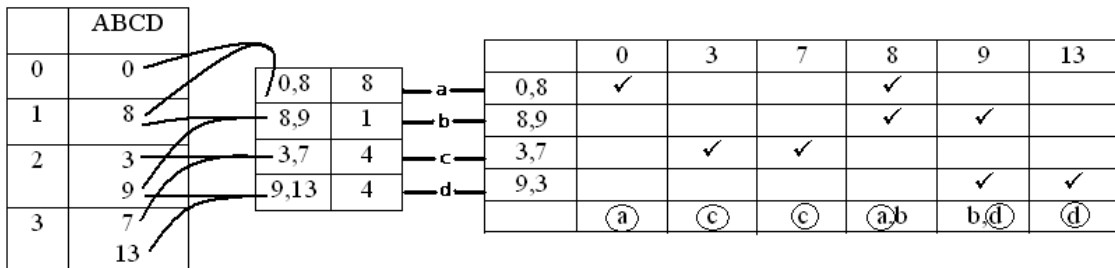 ABCD
0 0
1 8
2 3
9
3 7
13
0,8 8
8,9 1
3,7 4
9,13 4
a
b
c
d
0 3 7 8 9 13
0,8 ✓ ✓
8,9 ✓ ✓
3,7 ✓ ✓
9,3 ✓ ✓
a c c a,b b,d d